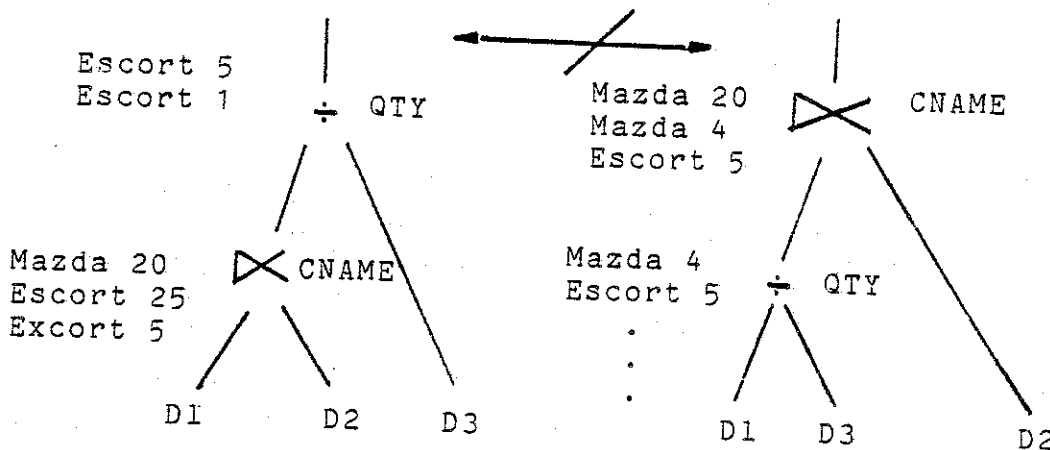 Escort 5
Escort 1
÷ QTY
Mazda 20
Escort 25
Excort 5
CNAME
D1 D2 D3
Mazda 20
Mazda 4
Escort 5
CNAME
Mazda 4
Escort 5
÷ QTY
.
.
.
D1 D3 D2